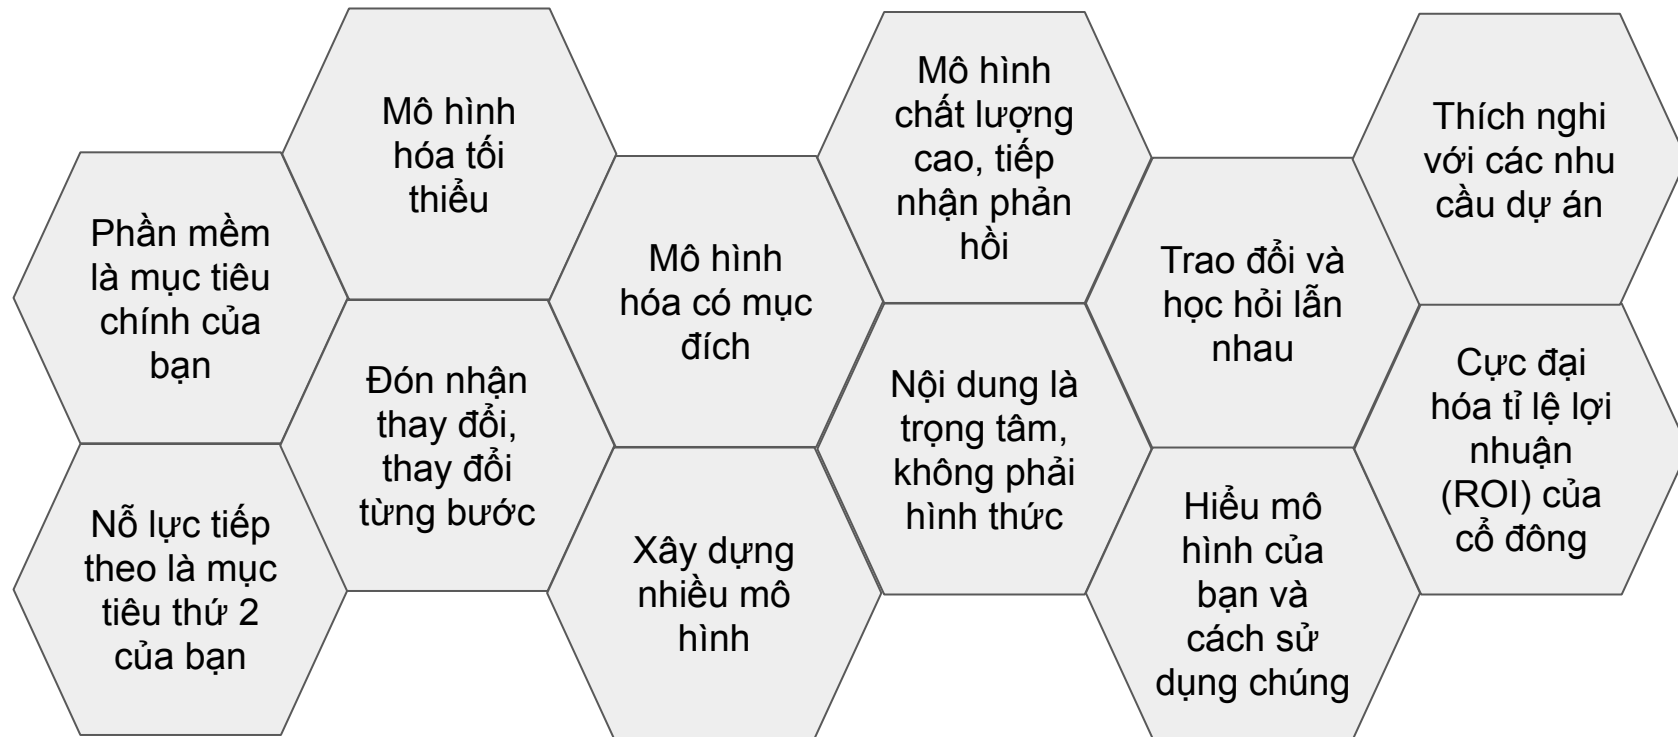 Phần mềm
là mục tiêu
chính của
bạn
Nỗ lực tiếp
theo là mục
tiêu thứ 2
của bạn
Mô hình
hóa tối
thiểu
Đón nhận
thay đổi,
thay đổi
từng bước
Mô hình
hóa có mục
đích
Xây dựng
nhiều mô
hình
Mô hình
chất lượng
cao, tiếp
nhận phản
hồi
Nội dung là
trọng tâm,
không phải
hình thức
Trao đổi và
học hỏi lẫn
nhau
Hiểu mô
hình của
bạn và
cách sử
dụng chúng
Thích nghi
với các nhu
cầu dự án
Cực đại
hóa tỉ lệ lợi
nhuận
(ROI) của
cổ đông